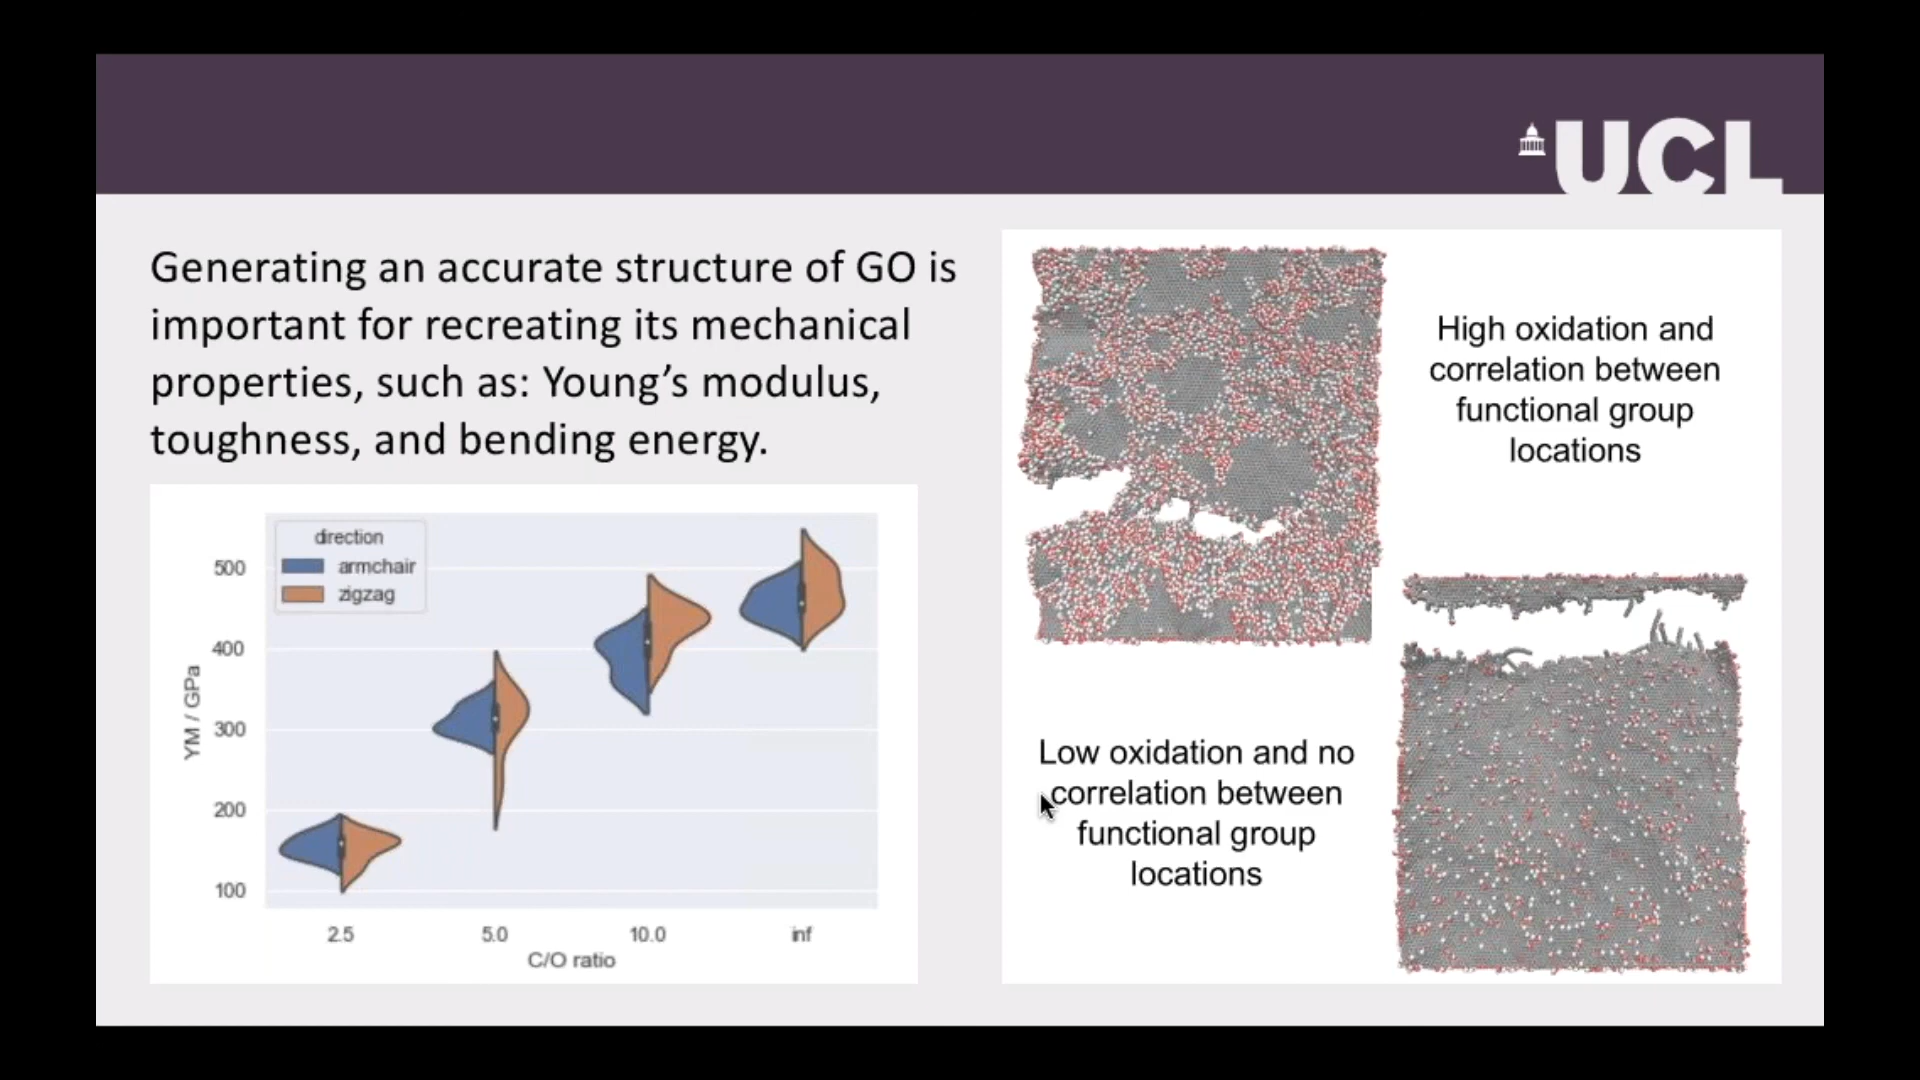 UCL
Generating an accurate structure of GO is
important for recreating its mechanical
properties, such as: Young’s modulus,
toughness, and bending energy.
direction
armchair
zigzag
YM / GPa
500
400
300
200
100
2.5 5.0 10.0 inf
C/O ratio
High oxidation and
correlation between
functional group
locations
Low oxidation and no
correlation between
functional group
locations